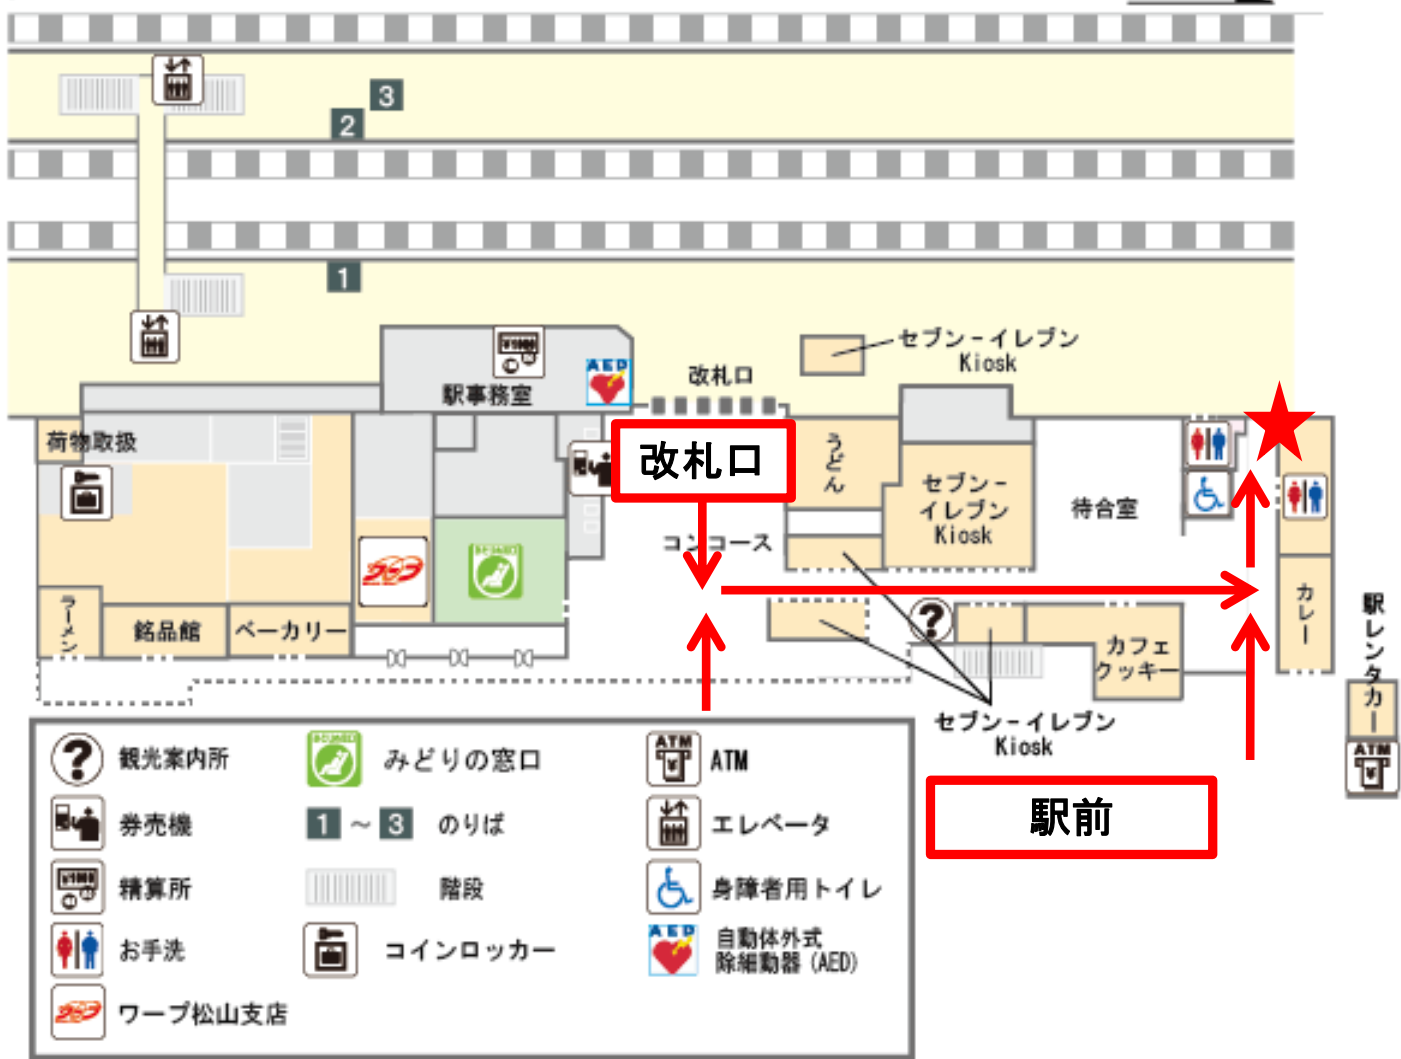 3
2
1
セブン-イレブン
Kiosk
改札口
駅事務室
AED
荷物取扱
改札口
うどん
セブン-
イレブン
Kiosk
待合室
コンコース
ラーメン
銘品館
ベーカリー
?
カフェ
クッキー
カレー
駅レンタカー
ATM
セブン-イレブン
Kiosk
駅前
? 観光案内所
みどりの窓口
ATM ATM
券売機
1 ~ 3 のりば
エレベータ
精算所
階段
身障者用トイレ
お手洗
コインロッカー
AED 自動体外式
除細動器 (AED)
ワープ松山支店